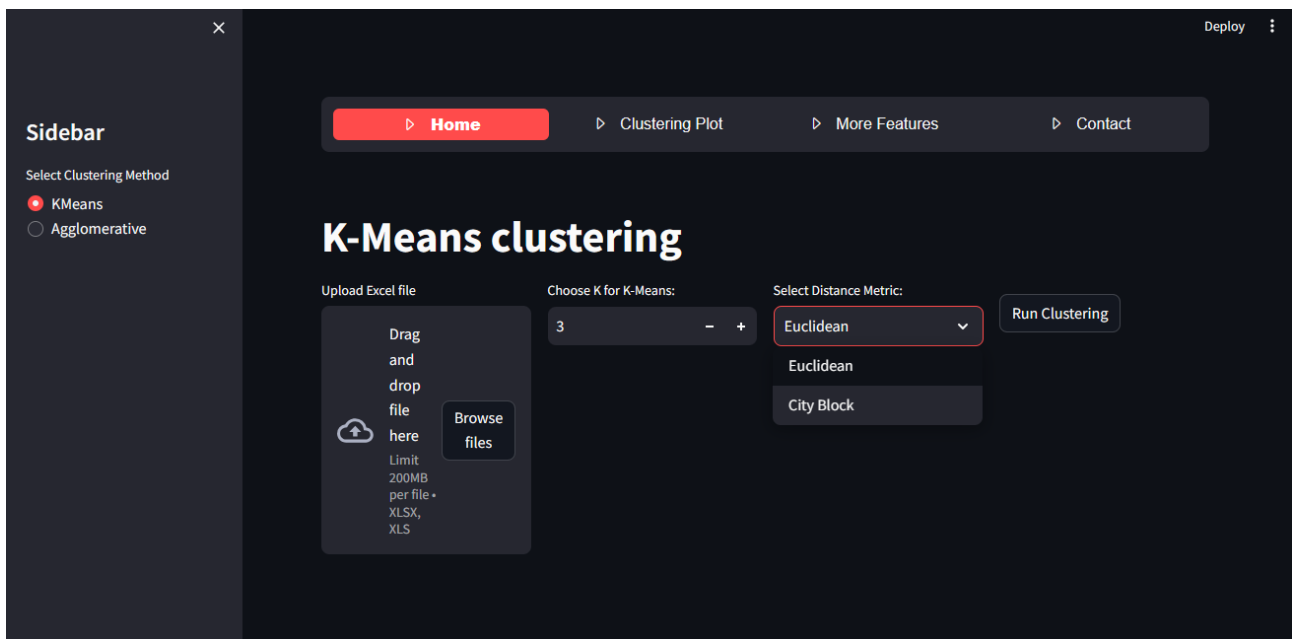 Deploy
Sidebar
Select Clustering Method
KMeans
Agglomerative
Home
Clustering Plot
More Features
Contact
K-Means clustering
Upload Excel file
Drag
and
drop
file
here
Limit
200MB
per file •
XLSX,
XLS
Browse
files
Choose K for K-Means:
3
Select Distance Metric:
Euclidean
Euclidean
City Block
Run Clustering